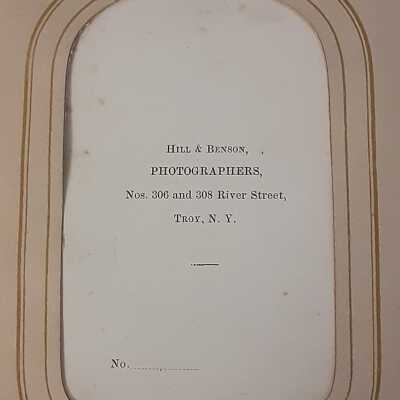 Hill & Benson,
PHOTOGRAPHERS,
Nos. 306 and 308 River Street,
Troy, N. Y.
No.